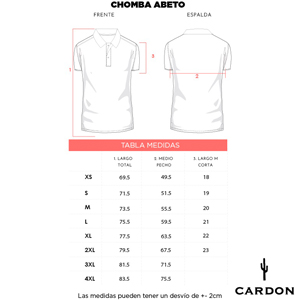 CHOMBA ABETO
FRENTE ESPALDA
1 3
2
TABLA MEDIDAS
1. LARGO TOTAL 2. MEDIO PECHO 3. LARGO M CORTA
XS 69.5 49.5 18
S 71.5 51.5 19
M 73.5 55.5 20
L 75.5 59.5 21
XL 77.5 63.5 22
2XL 79.5 67.5 23
3XL 81.5 71.5
4XL 83.5 75.5
Las medidas pueden tener un desvío de +- 2cm
CARDON